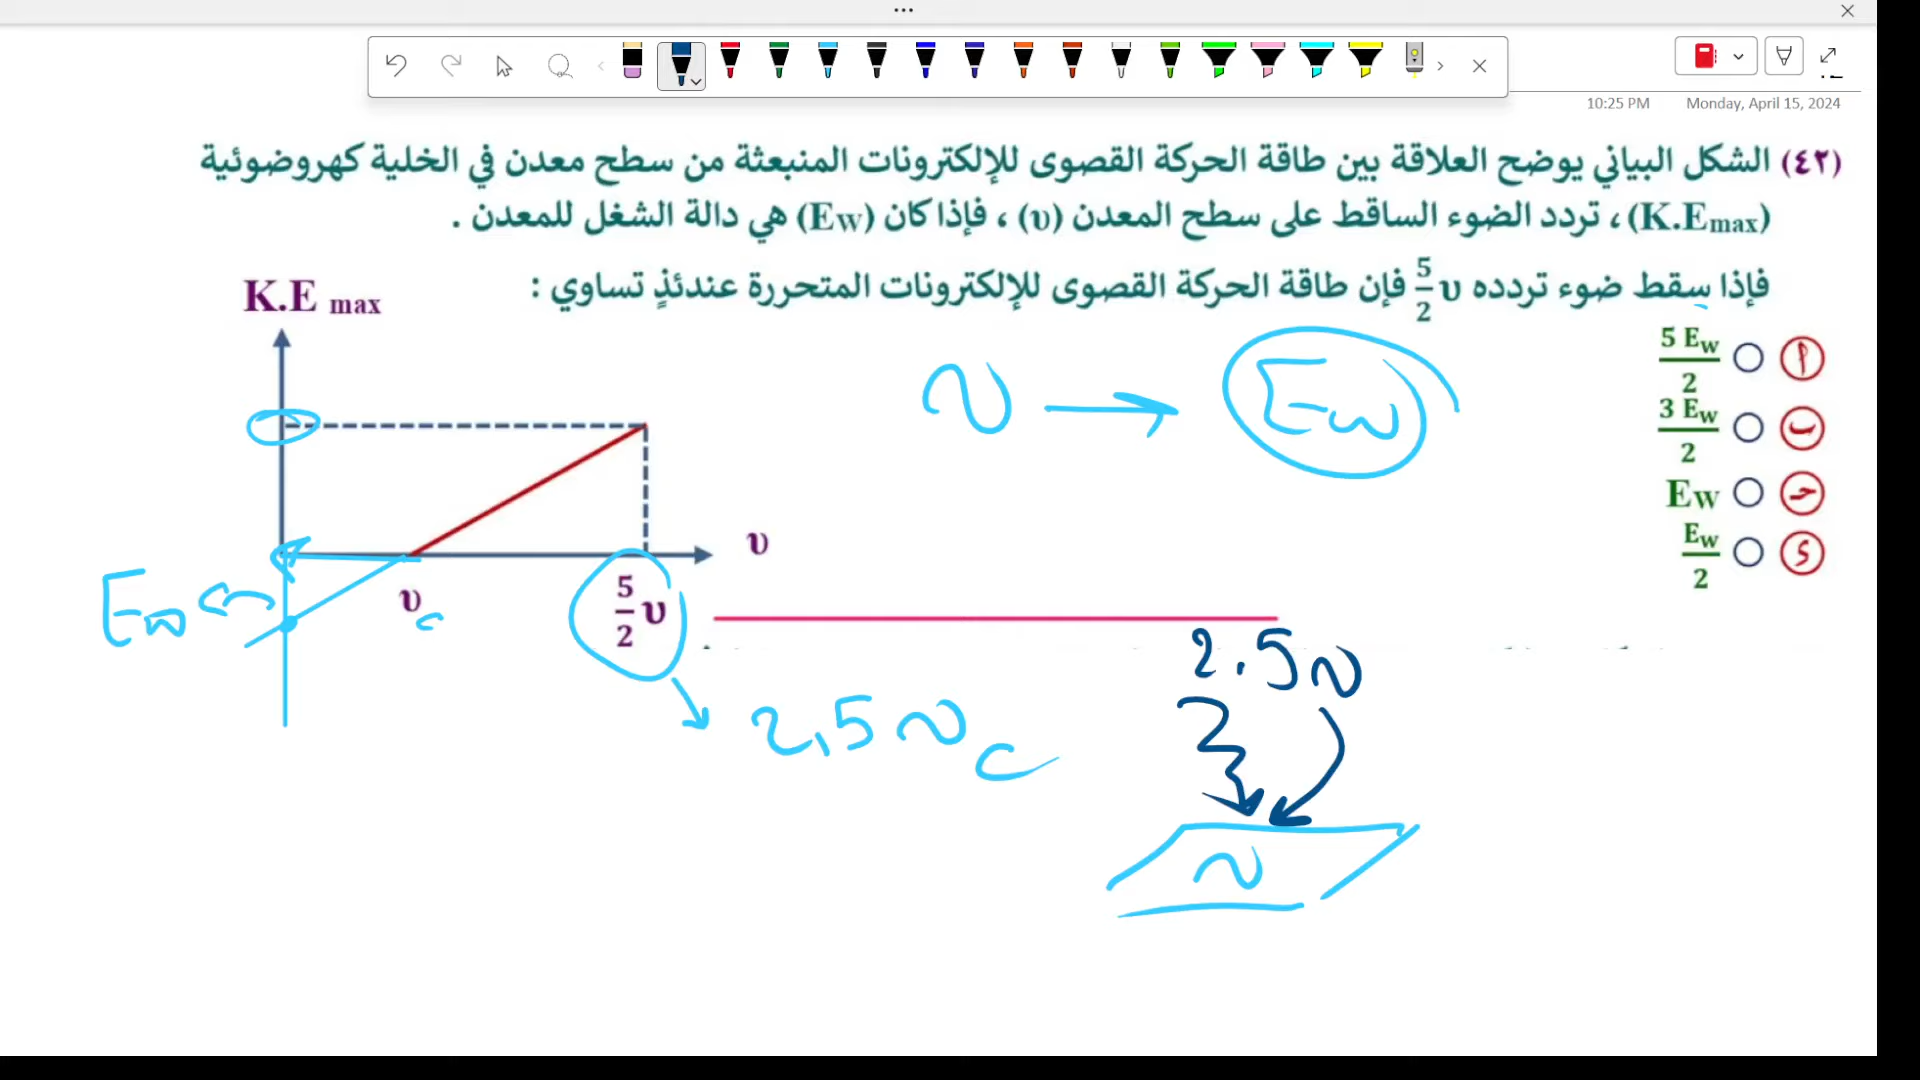 10:25 PM Monday, April 15, 2024
(٤٢) الشكل البياني يوضح العلاقة بين طاقة الحركة القصوى للإلكترونات المنبعثة من سطح معدن في الخلية كهروضوئية
(K.Emax) ، تردد الضوء الساقط على سطح المعدن (υ) ، فإذا كان (Ew) هي دالة الشغل للمعدن .
فإذا سقط ضوء تردده 5/2 υ فإن طاقة الحركة القصوى للإلكترونات المتحررة عندئذٍ تساوي :
أ 5 Ew/2
ب 3 Ew/2
جـ Ew
د Ew/2
K.E max
υ
υ c
5/2 υ
Ew
υ → Ew
2,5 υ c
2.5 υ
υ